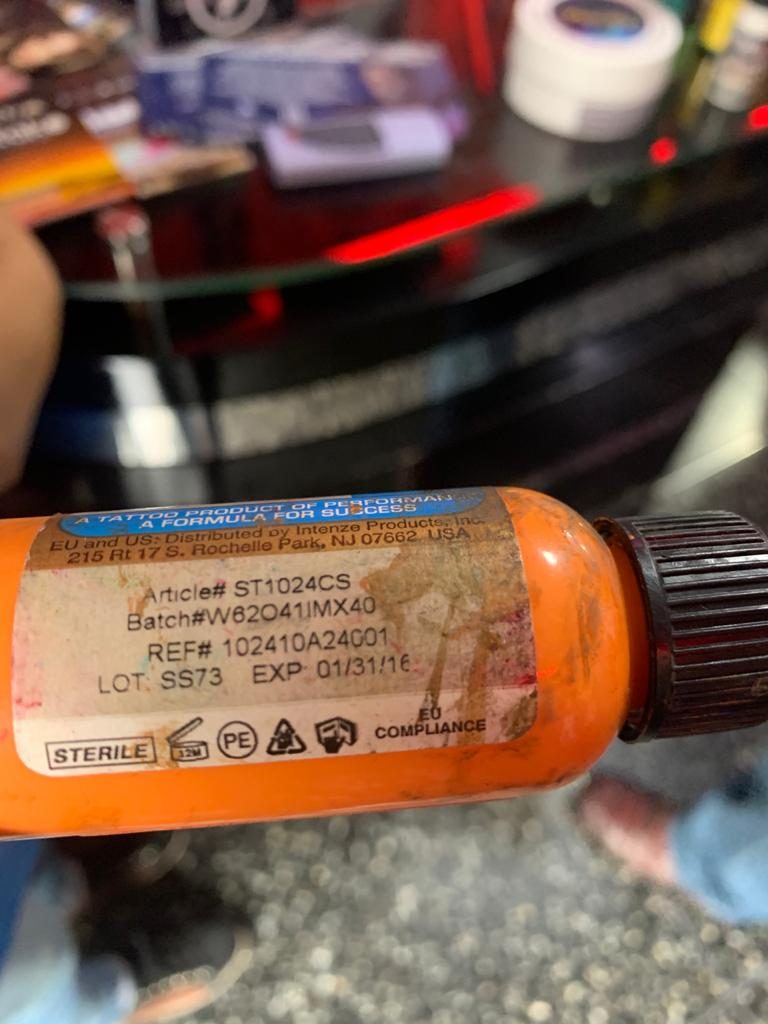 A TATTOO PRODUCT OF PERFORMAN
A FORMULA FOR SUCCESS
EU and US: Distributed by Intenze Products, Inc.
215 Rt 17 S. Rochelle Park, NJ 07662 USA
Article# ST1024CS
Batch#W62O41IMX40
REF# 102410A24001
LOT SS73 EXP 01/31/16
STERILE 12M PE EU
COMPLIANCE